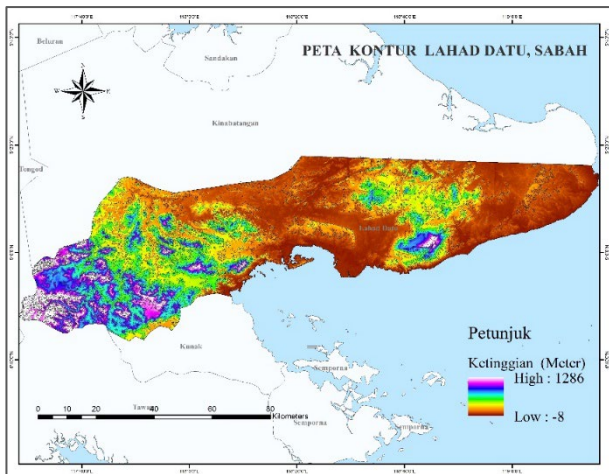 PETA KONTUR LAHAD DATU, SABAH
Beluran
Sandakan
N
W
E
S
Kinabatangan
Tongod
Lahad Datu
Kunak
Semporna
Tawau
Semporna
Semporna
Petunjuk
Ketinggian (Meter)
High : 1286
Low : -8
0
10
20
40
60
80
Kilometers